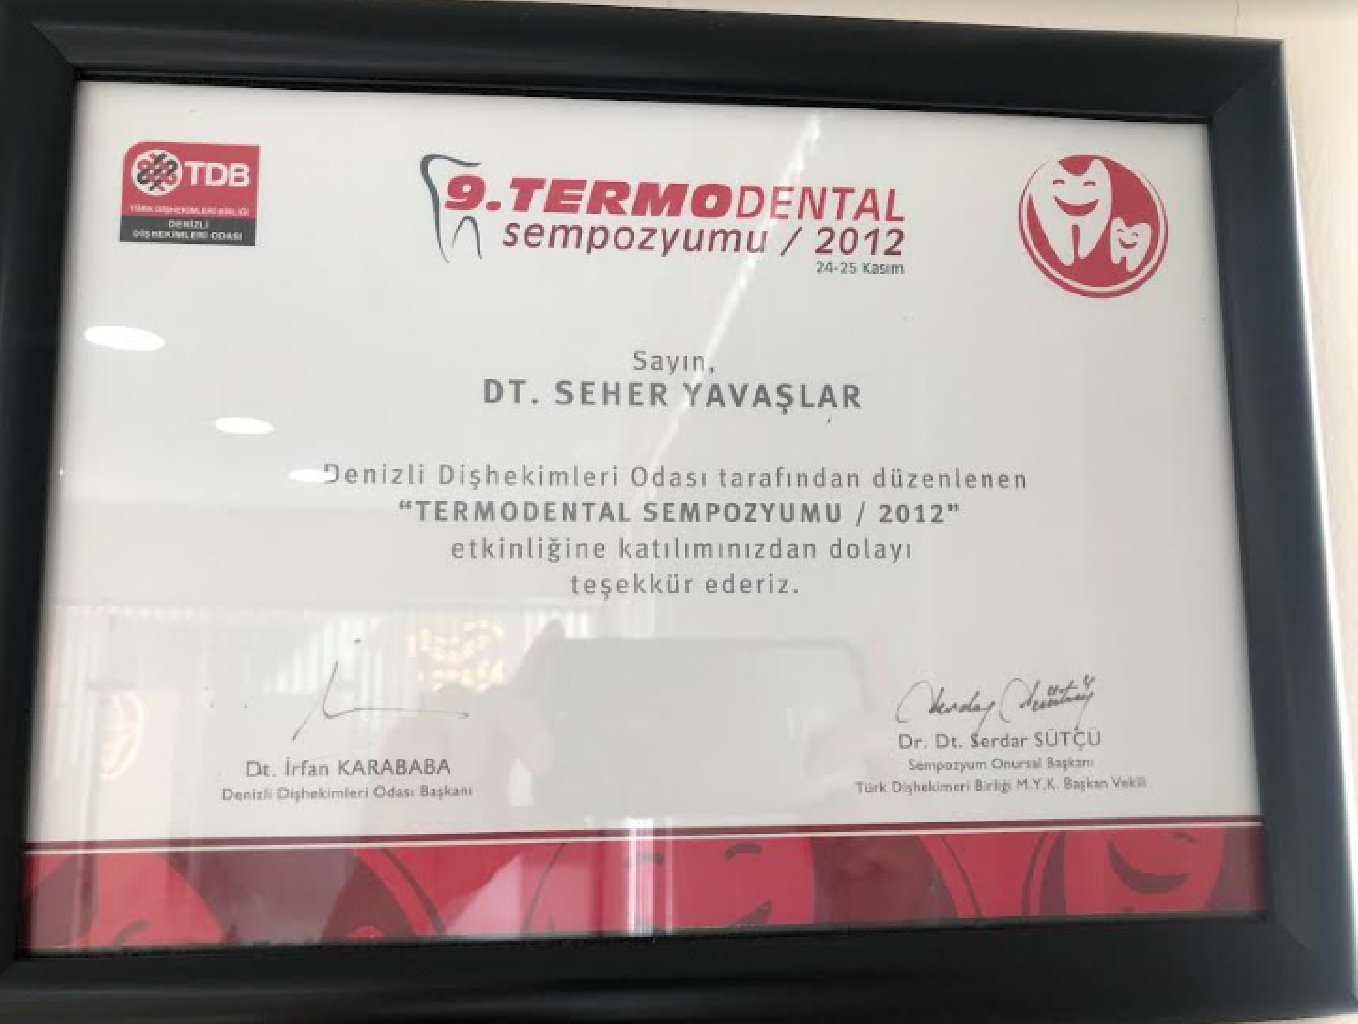 TDB
TÜRK DİŞHEKİMLERİ BİRLİĞİ
DENİZLİ
DİŞHEKİMLERİ ODASI
9.TERMODENTAL
sempozyumu / 2012
24-25 Kasım
Sayın,
DT. SEHER YAVAŞLAR
Denizli Dişhekimleri Odası tarafından düzenlenen
“TERMODENTAL SEMPOZYUMU / 2012”
etkinliğine katılımınızdan dolayı
teşekkür ederiz.
Dt. İrfan KARABABA
Denizli Dişhekimleri Odası Başkanı
Dr. Dt. Serdar SÜTÇÜ
Sempozyum Onursal Başkanı
Türk Dişhekimeri Birliği M.Y.K. Başkan Vekili